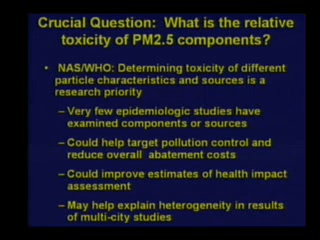 Crucial Question: What is the relative
toxicity of PM2.5 components?
• NAS/WHO: Determining toxicity of different
particle characteristics and sources is a
research priority
– Very few epidemiologic studies have
examined components or sources
– Could help target pollution control and
reduce overall abatement costs
– Could improve estimates of health impact
assessment
– May help explain heterogeneity in results
of multi-city studies